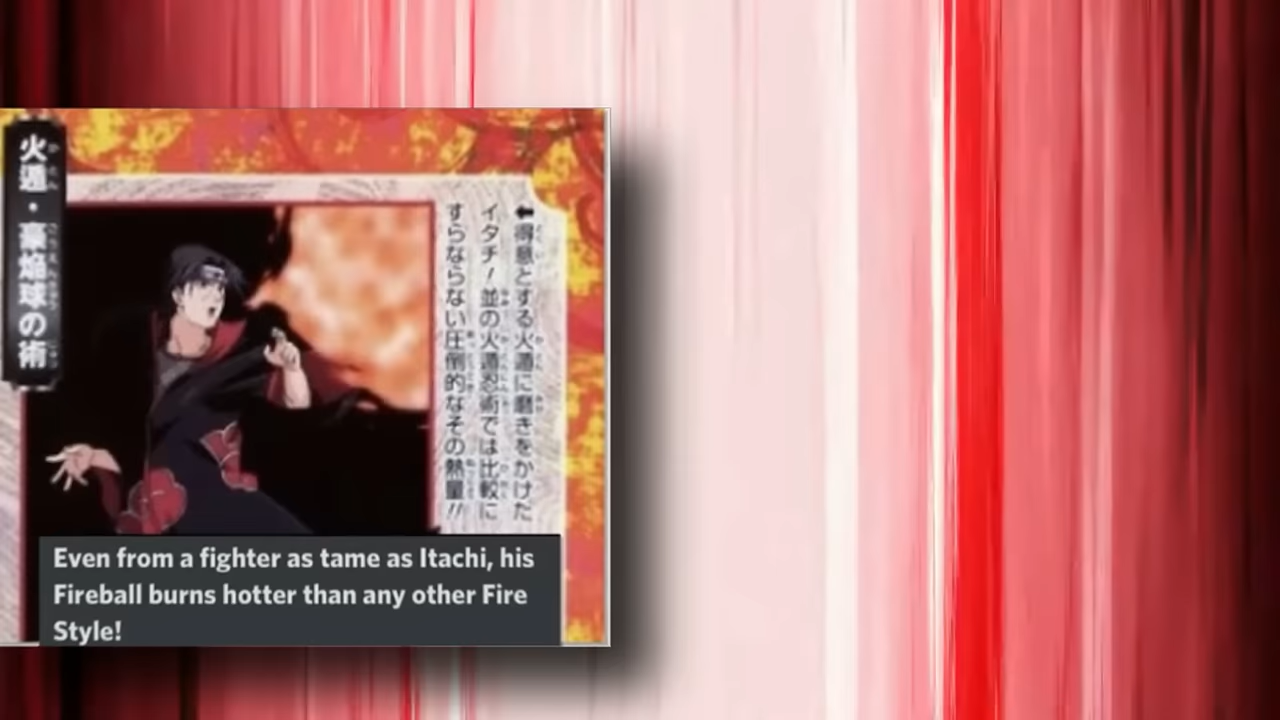 火遁・豪焔球の術
⬅得意とする火遁に磨きをかけた
イタチ！並の火遁忍術では比較に
すらならない圧倒的なその熱量!!
Even from a fighter as tame as Itachi, his
Fireball burns hotter than any other Fire
Style!